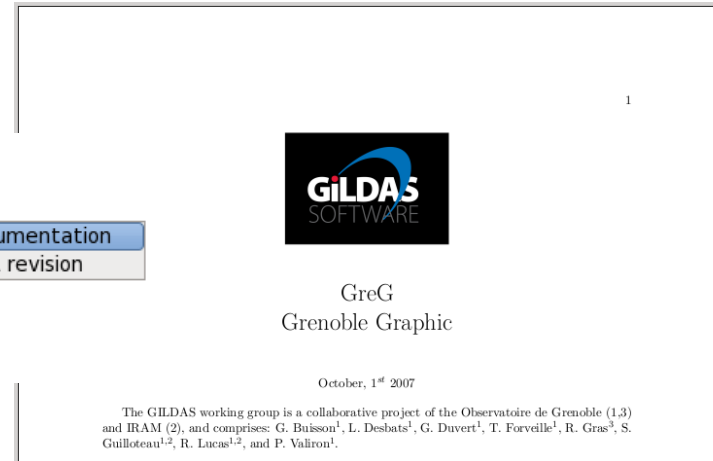 1
GiLDAS
SOFTWARE
revision
GreG
Grenoble Graphic
October, 1st 2007
The GILDAS working group is a collaborative project of the Observatoire de Grenoble (1,3)
and IRAM (2), and comprises: G. Buisson1, L. Desbats1, G. Duvert1, T. Forveille1, R. Gras3, S.
Guilloteau1,2, R. Lucas1,2, and P. Valiron1.